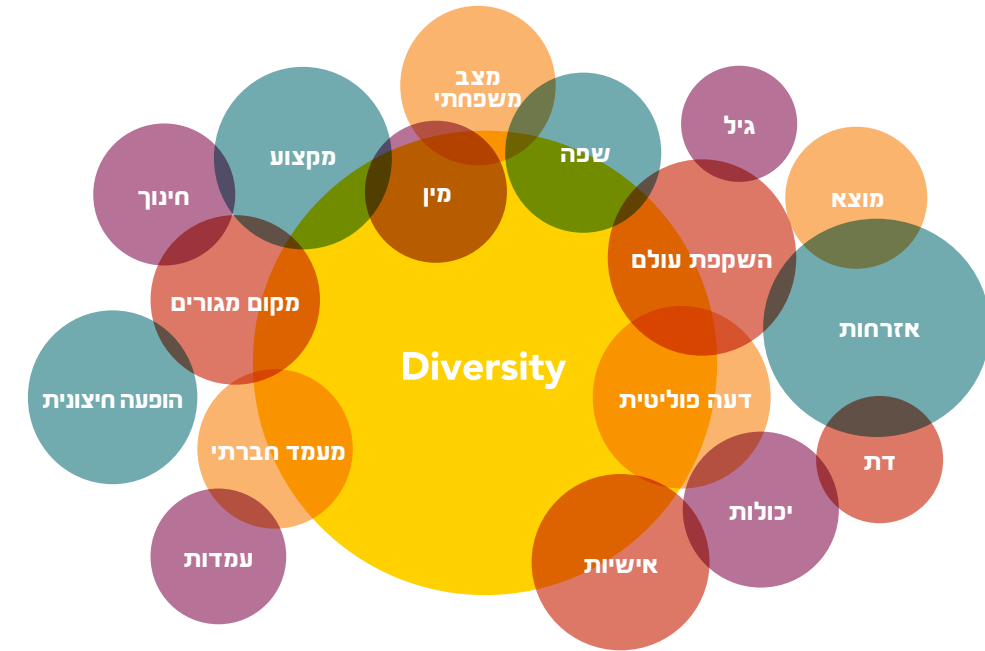 מצב
משפחתי
גיל
שפה
מקצוע
מוצא
מין
חינוך
השקפת עולם
מקום מגורים
אזרחות
Diversity
דעה פוליטית
הופעה חיצונית
מעמד חברתי
דת
יכולות
עמדות
אישיות